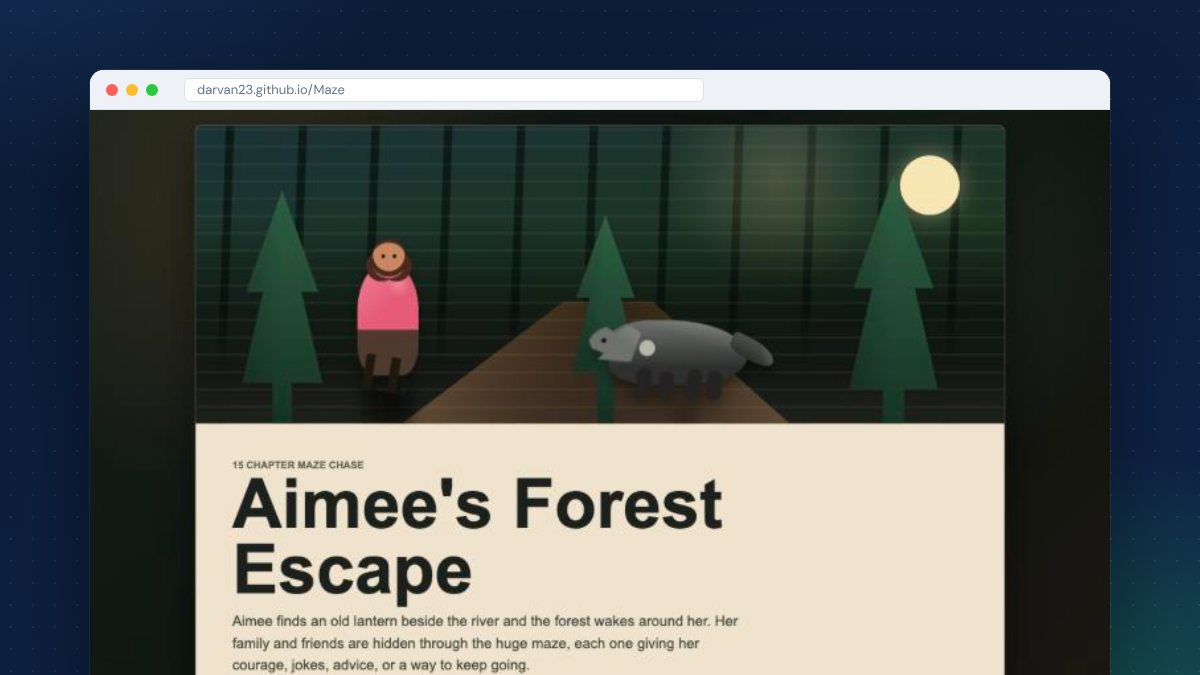 darvan23.github.io/Maze
15 CHAPTER MAZE CHASE
Aimee's Forest
Escape
Aimee finds an old lantern beside the river and the forest wakes around her. Her
family and friends are hidden through the huge maze, each one giving her
courage, jokes, advice, or a way to keep going.